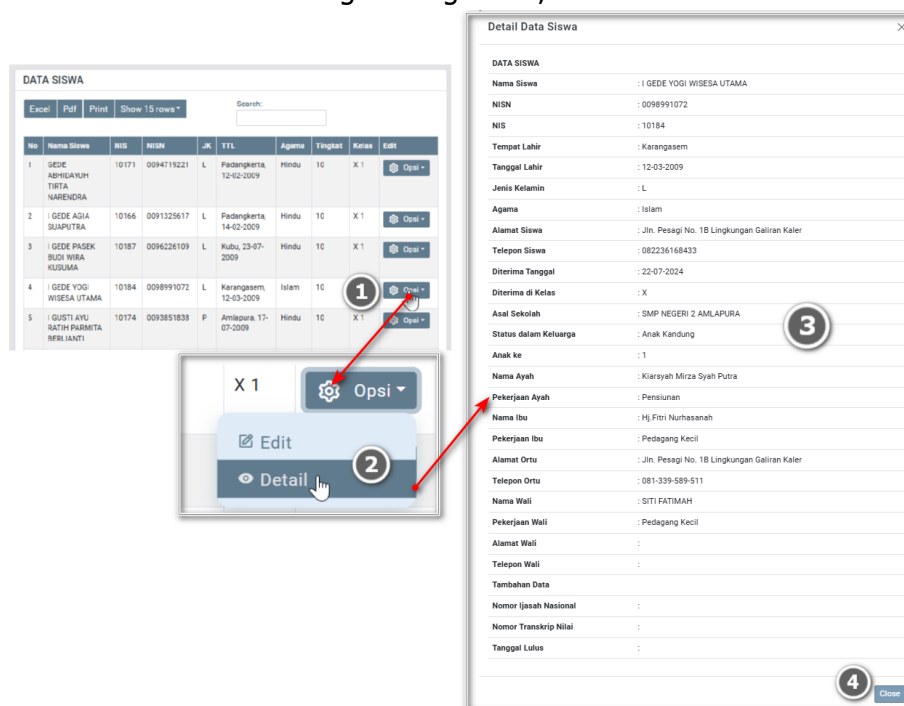 DATA SISWA
Excel Pdf Print Show 15 rows
Search:
No Nama Siswa NIS NISN JK TTL Agama Tingkat Kelas Edit
1 GEDE ABHIDAYUH TIRTA NARENDRA 10171 0094719221 L Padangkerta, 12-02-2009 Hindu 10 X 1 Opsi
2 I GEDE AGIA SUAPUTRA 10166 0091325617 L Padangkerta, 14-02-2009 Hindu 10 X 1 Opsi
3 I GEDE PASEK BUDI WIRA KUSUMA 10187 0096226109 L Kubu, 23-07-2009 Hindu 10 X 1 Opsi
4 I GEDE YOGI WISESA UTAMA 10184 0098991072 L Karangasem, 12-03-2009 Islam 10 1 Opsi
5 I GUSTI AYU RATIH PARMITA BERLIANTI 10174 0093851838 P Amlapura, 17-07-2009 Hindu 10 X 1 Opsi
X 1 Opsi
Edit
Detail
2
Detail Data Siswa
DATA SISWA
Nama Siswa : I GEDE YOGI WISESA UTAMA
NISN : 0098991072
NIS : 10184
Tempat Lahir : Karangasem
Tanggal Lahir : 12-03-2009
Jenis Kelamin : L
Agama : Islam
Alamat Siswa : Jln. Pesagi No. 1B Lingkungan Galiran Kaler
Telepon Siswa : 082236168433
Diterima Tanggal : 22-07-2024
Diterima di Kelas : X
Asal Sekolah : SMP NEGERI 2 AMLAPURA
3
Status dalam Keluarga : Anak Kandung
Anak ke : 1
Nama Ayah : Kiarsyah Mirza Syah Putra
Pekerjaan Ayah : Pensiunan
Nama Ibu : Hj.Fitri Nurhasanah
Pekerjaan Ibu : Pedagang Kecil
Alamat Ortu : Jln. Pesagi No. 1B Lingkungan Galiran Kaler
Telepon Ortu : 081-339-589-511
Nama Wali : SITI FATIMAH
Pekerjaan Wali : Pedagang Kecil
Alamat Wali :
Telepon Wali :
Tambahan Data
Nomor Ijasah Nasional :
Nomor Transkrip Nilai :
Tanggal Lulus :
4
Close